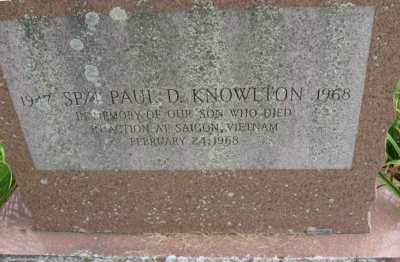 1947 SP/4 PAUL D. KNOWLTON 1968
IN MEMORY OF OUR SON WHO DIED
IN ACTION AT SAIGON, VIETNAM
FEBRUARY 24, 1968